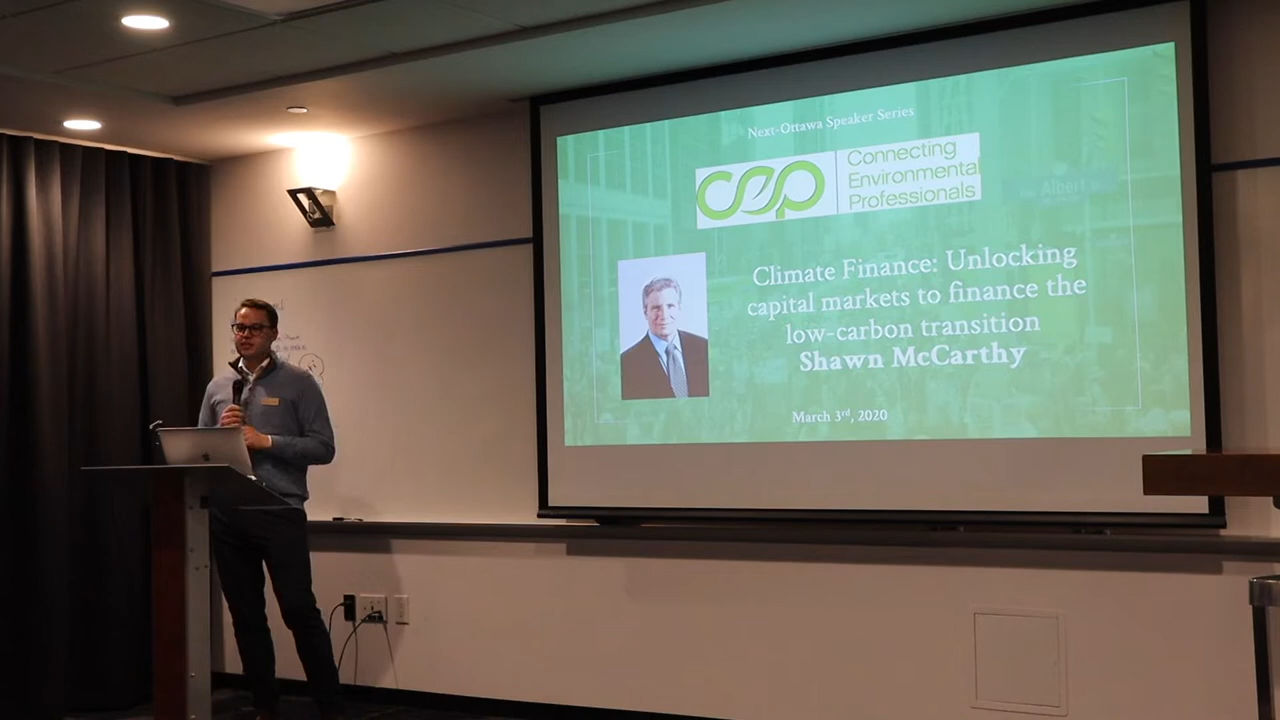 Next-Ottawa Speaker Series
cep
Connecting
Environmental
Professionals
Albert
Climate Finance: Unlocking
capital markets to finance the
low-carbon transition
Shawn McCarthy
March 3rd, 2020